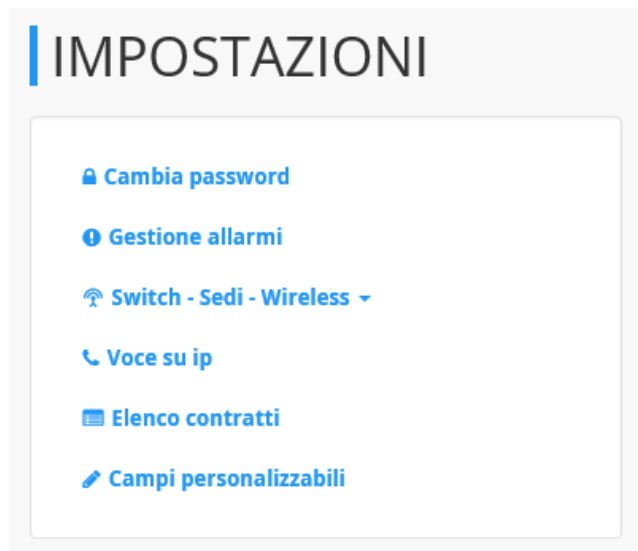 IMPOSTAZIONI
Cambia password
Gestione allarmi
Switch - Sedi - Wireless
Voce su ip
Elenco contratti
Campi personalizzabili